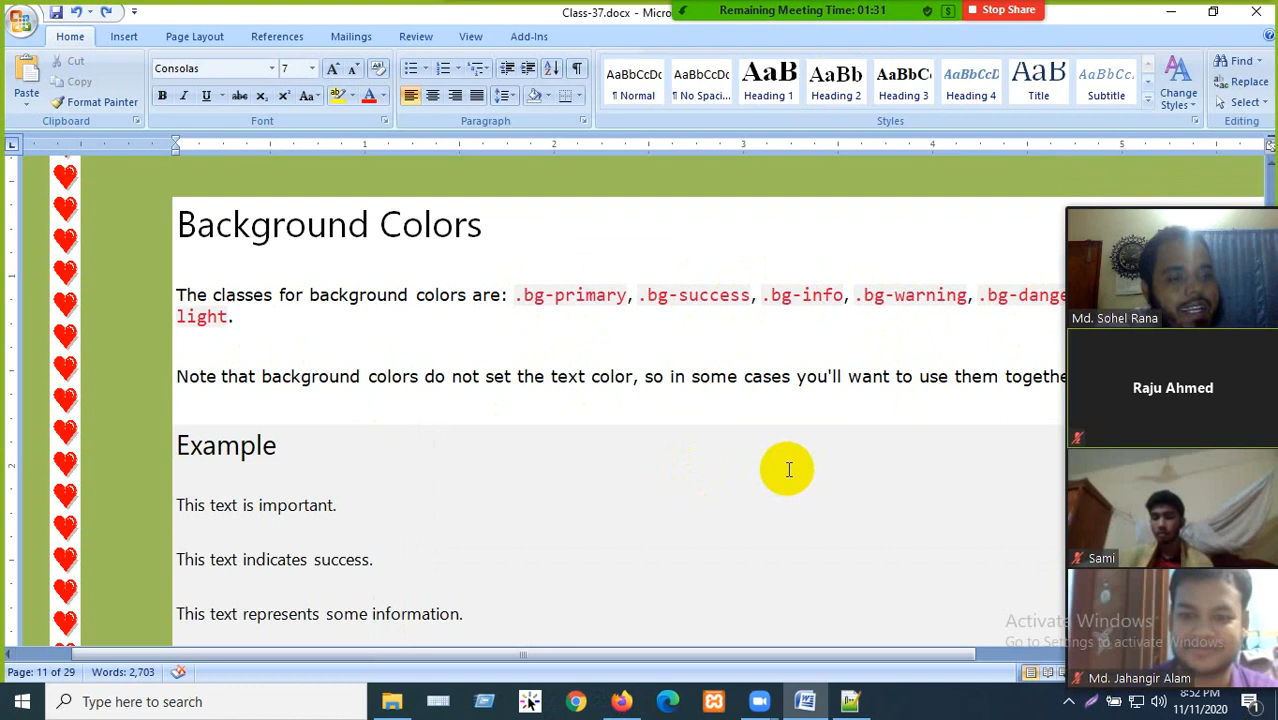 Class-37.docx - Micro
Remaining Meeting Time: 01:31
Stop Share
Home Insert Page Layout References Mailings Review View Add-Ins
Cut
Copy
Paste
Format Painter
Consolas 7
AaBbCcDc AaBbCcDc AaB AaBb AaBbC AaBbCcD AaB AaBbCcD
¶ Normal ¶ No Spaci... Heading 1 Heading 2 Heading 3 Heading 4 Title Subtitle
Change
Styles
Find
Replace
Select
Clipboard Font Paragraph Styles Editing
1 2 3 4 5
Background Colors
The classes for background colors are: .bg-primary, .bg-success, .bg-info, .bg-warning, .bg-dange
light.
Note that background colors do not set the text color, so in some cases you'll want to use them togethe
Example
This text is important.
This text indicates success.
This text represents some information.
Md. Sohel Rana
Raju Ahmed
Sami
Md. Jahangir Alam
Activate Windows
Go to Settings to activate Windows.
Page: 11 of 29 Words: 2,703
Type here to search
8:52 PM
11/11/2020